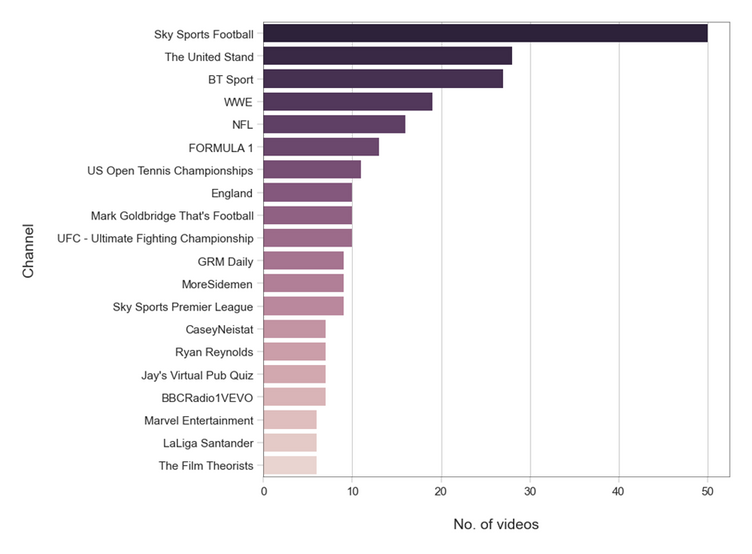 Sky Sports Football
The United Stand
BT Sport
WWE
NFL
FORMULA 1
US Open Tennis Championships
England
Mark Goldbridge That's Football
UFC - Ultimate Fighting Championship
GRM Daily
MoreSidemen
Sky Sports Premier League
CaseyNeistat
Ryan Reynolds
Jay's Virtual Pub Quiz
BBCRadio1VEVO
Marvel Entertainment
LaLiga Santander
The Film Theorists
Channel
0 10 20 30 40 50
No. of videos